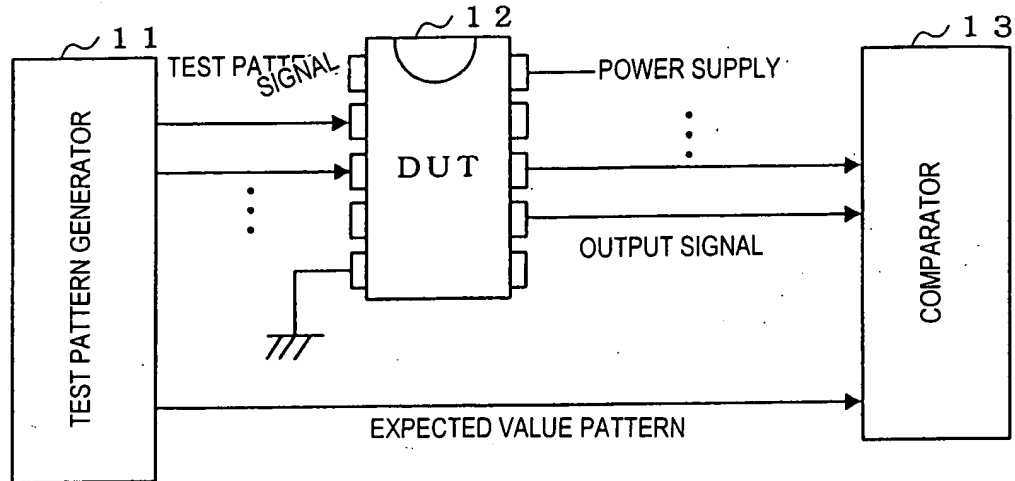 11
12
13
TEST PATTERN
SIGNAL
POWER SUPPLY
DUT
TEST PATTERN GENERATOR
COMPARATOR
OUTPUT SIGNAL
EXPECTED VALUE PATTERN